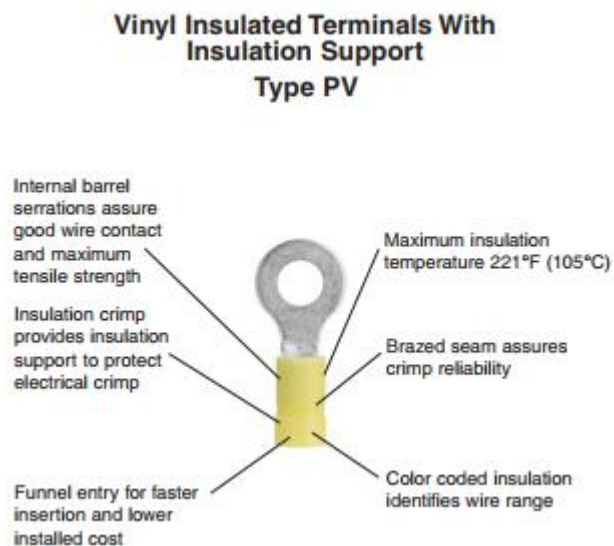 Vinyl Insulated Terminals With
Insulation Support
Type PV
Internal barrel
serrations assure
good wire contact
and maximum
tensile strength
Insulation crimp
provides insulation
support to protect
electrical crimp
Funnel entry for faster
insertion and lower
installed cost
Maximum insulation
temperature 221°F (105°C)
Brazed seam assures
crimp reliability
Color coded insulation
identifies wire range